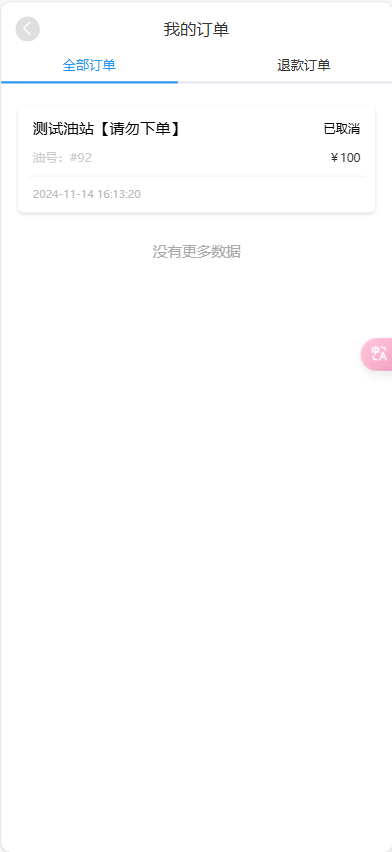 我的订单
全部订单 退款订单
测试油站【请勿下单】 已取消
油号：#92 ￥100
2024-11-14 16:13:20
没有更多数据
中 A